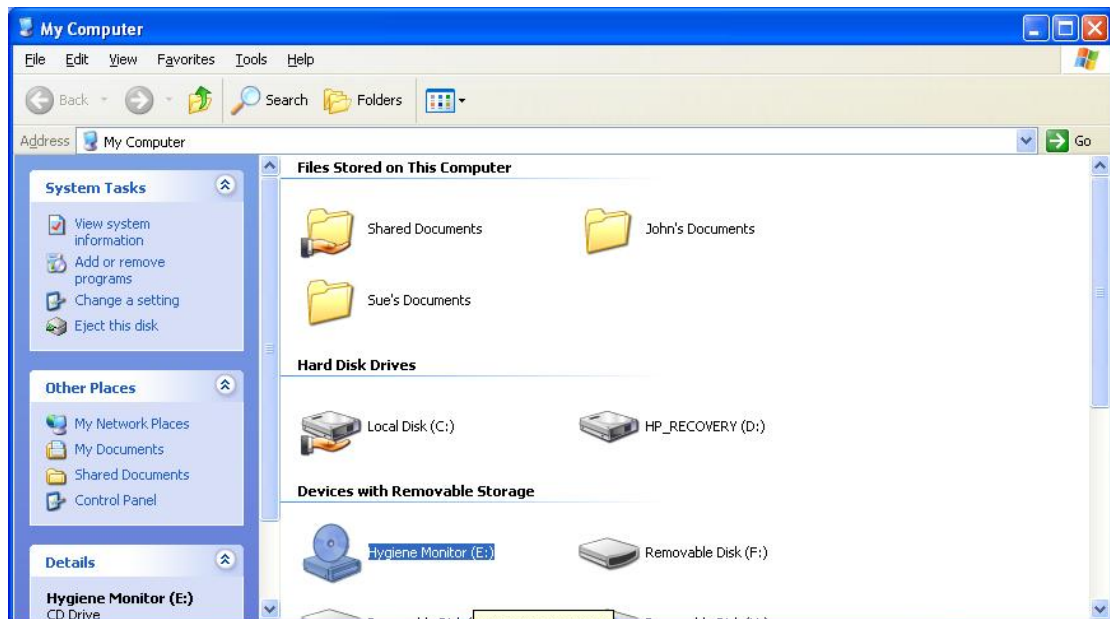 My Computer
File Edit View Favorites Tools Help
Back Search Folders
Address My Computer Go
System Tasks
View system
information
Add or remove
programs
Change a setting
Eject this disk
Other Places
My Network Places
My Documents
Shared Documents
Control Panel
Details
Hygiene Monitor (E:)
CD Drive
Files Stored on This Computer
Shared Documents John's Documents
Sue's Documents
Hard Disk Drives
Local Disk (C:) HP_RECOVERY (D:)
Devices with Removable Storage
Hygiene Monitor (E:) Removable Disk (F:)